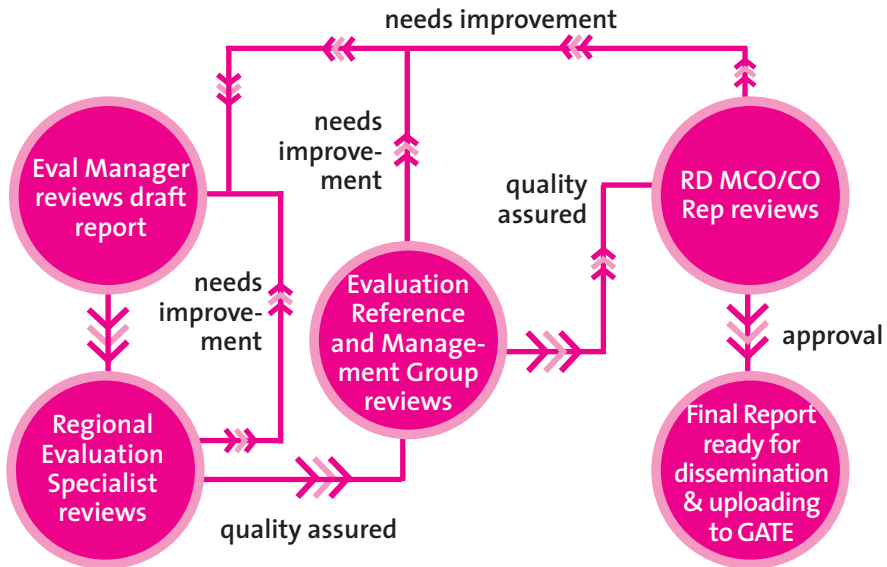 needs improvement
Eval Manager
reviews draft
report
needs
improve-
ment
quality
assured
RD MCO/CO
Rep reviews
needs
improve-
ment
Evaluation
Reference
and Manage-
ment Group
reviews
approval
Regional
Evaluation
Specialist
reviews
quality assured
Final Report
ready for
dissemination
& uploading
to GATE